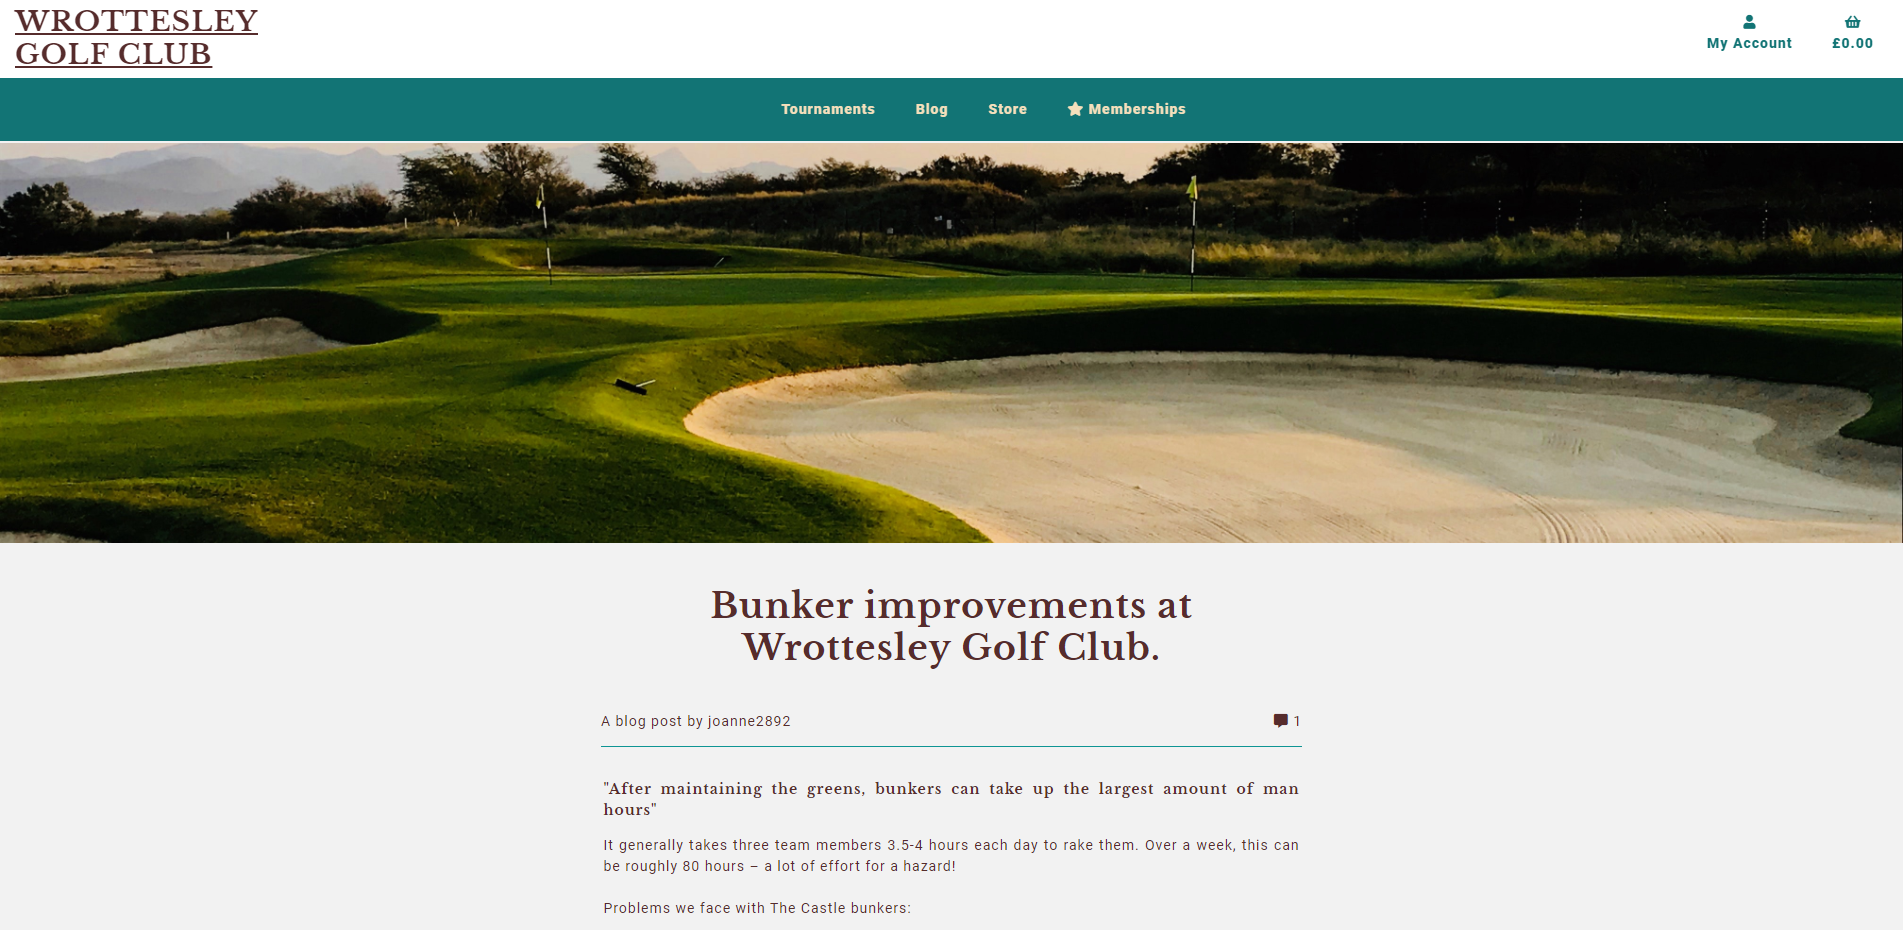 WROTTESLEY
GOLF CLUB
My Account
£0.00
Tournaments
Blog
Store
Memberships
Bunker improvements at
Wrottesley Golf Club.
A blog post by joanne2892
1
"After maintaining the greens, bunkers can take up the largest amount of man
hours"
It generally takes three team members 3.5-4 hours each day to rake them. Over a week, this can
be roughly 80 hours – a lot of effort for a hazard!
Problems we face with The Castle bunkers: